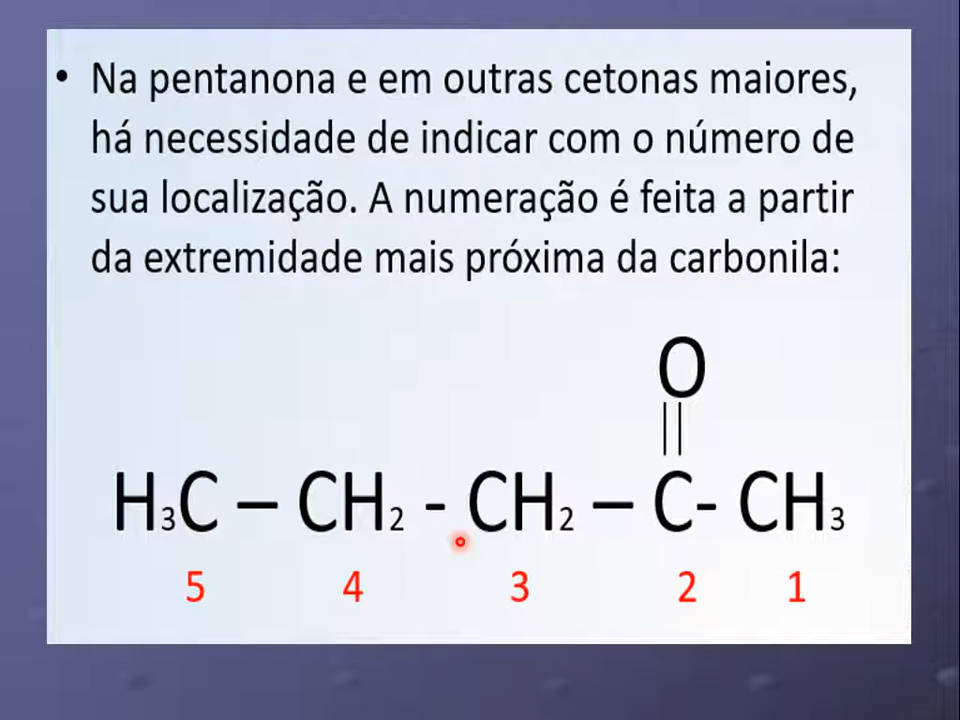 • Na pentanona e em outras cetonas maiores,
há necessidade de indicar com o número de
sua localização. A numeração é feita a partir
da extremidade mais próxima da carbonila:
O
||
H₃C – CH₂ - CH₂ – C- CH₃
5 4 3 2 1